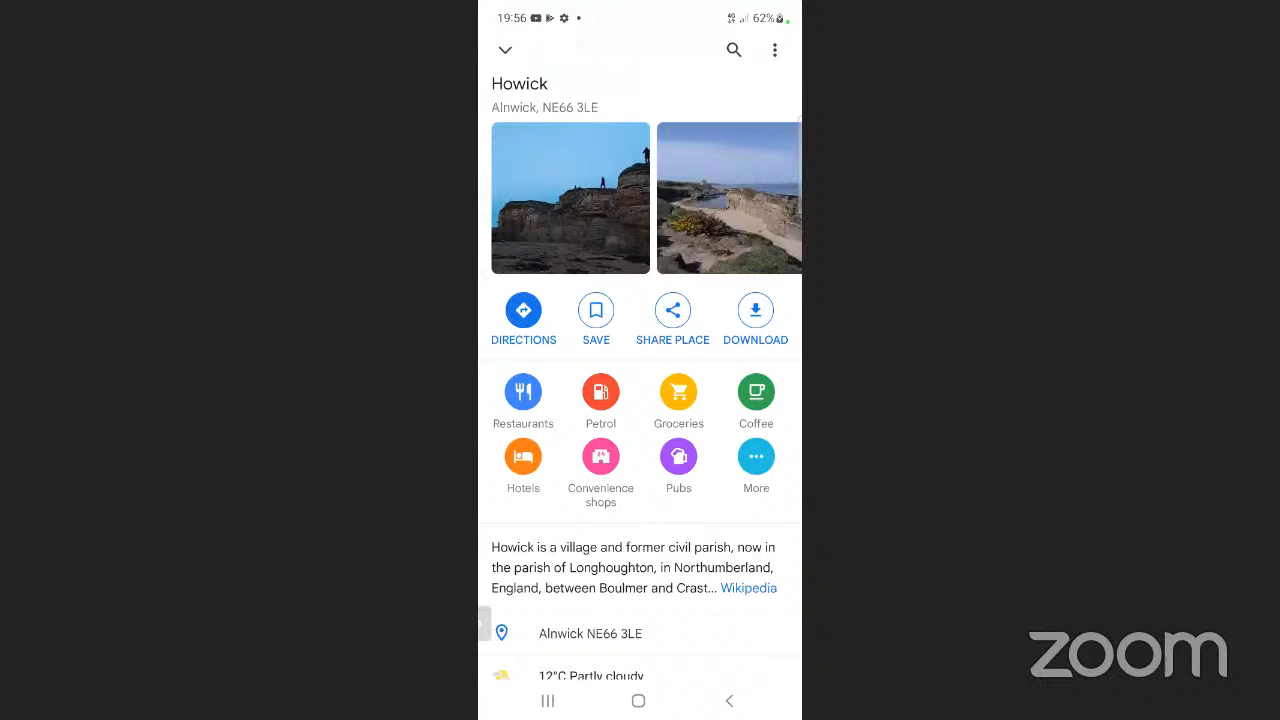 19:56
4G 62%
Howick
Alnwick, NE66 3LE
DIRECTIONS SAVE SHARE PLACE DOWNLOAD
Restaurants Petrol Groceries Coffee
Hotels Convenience shops Pubs More
Howick is a village and former civil parish, now in
the parish of Longhoughton, in Northumberland,
England, between Boulmer and Crast... Wikipedia
Alnwick NE66 3LE
12°C Partly cloudy
zoom